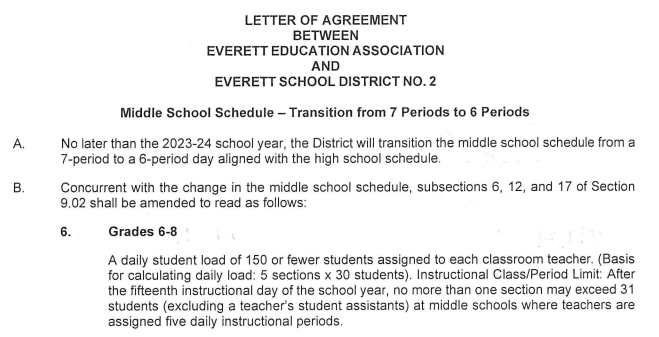 LETTER OF AGREEMENT
BETWEEN
EVERETT EDUCATION ASSOCIATION
AND
EVERETT SCHOOL DISTRICT NO. 2
Middle School Schedule – Transition from 7 Periods to 6 Periods
A. No later than the 2023-24 school year, the District will transition the middle school schedule from a
7-period to a 6-period day aligned with the high school schedule.
B. Concurrent with the change in the middle school schedule, subsections 6, 12, and 17 of Section
9.02 shall be amended to read as follows:
6. Grades 6-8
A daily student load of 150 or fewer students assigned to each classroom teacher. (Basis
for calculating daily load: 5 sections x 30 students). Instructional Class/Period Limit: After
the fifteenth instructional day of the school year, no more than one section may exceed 31
students (excluding a teacher's student assistants) at middle schools where teachers are
assigned five daily instructional periods.